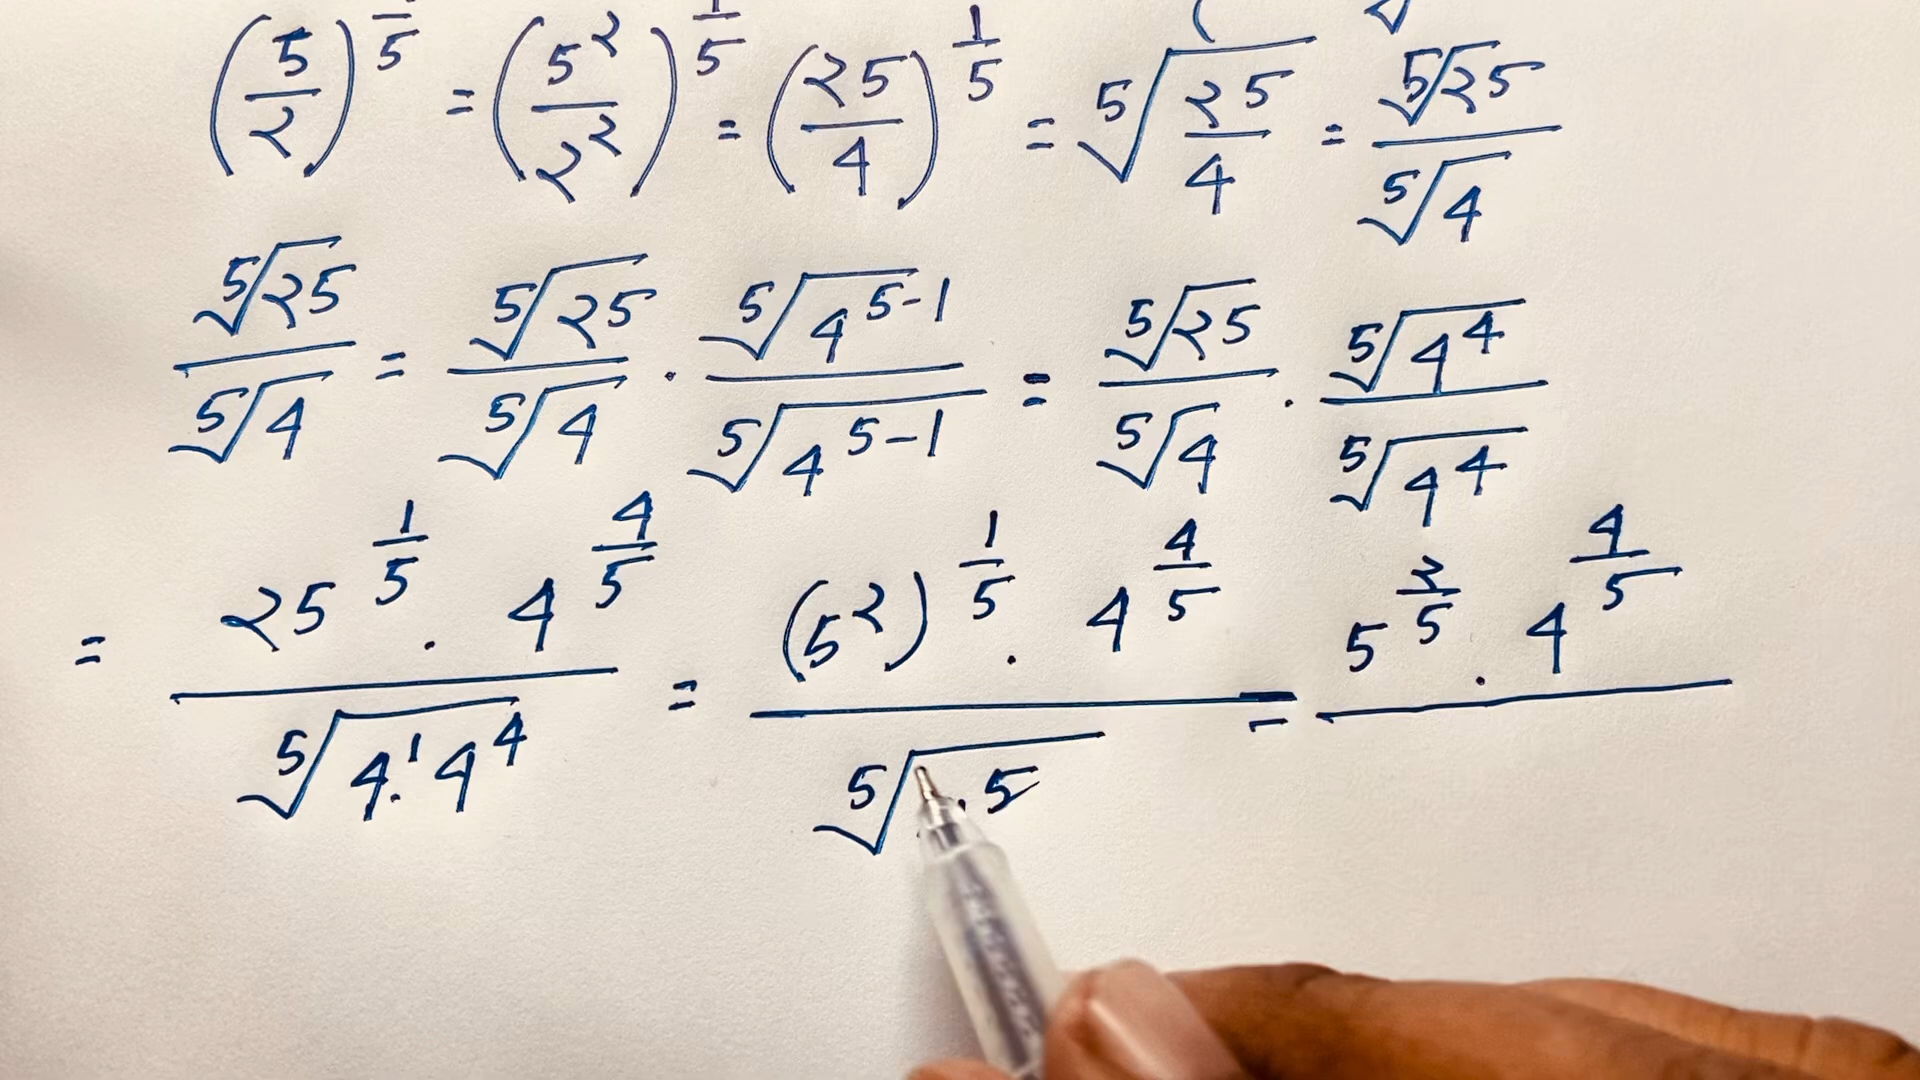 (5/2)^(1/5) = (5²/2²)^(1/5) = (25/4)^(1/5) = ⁵√(25/4) = ⁵√25/⁵√4
⁵√25/⁵√4 = ⁵√25/⁵√4 · ⁵√(4^(5-1))/⁵√(4^(5-1)) = ⁵√25/⁵√4 · ⁵√(4⁴)/⁵√(4⁴)
= (25^(1/5) · 4^(4/5))/⁵√(4¹·4⁴) = ((5²)^(1/5) · 4^(4/5))/⁵√( 5) = 5^(2/5) · 4^(4/5)